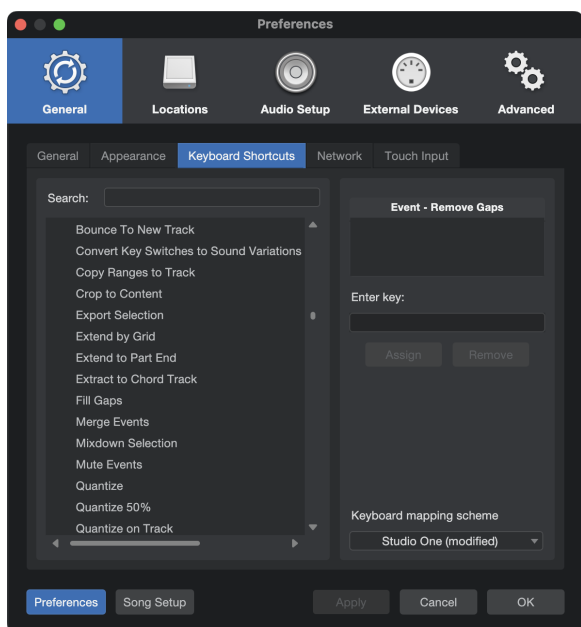 Preferences
General
Locations
Audio Setup
External Devices
Advanced
General
Appearance
Keyboard Shortcuts
Network
Touch Input
Search:
Bounce To New Track
Convert Key Switches to Sound Variations
Copy Ranges to Track
Crop to Content
Export Selection
Extend by Grid
Extend to Part End
Extract to Chord Track
Fill Gaps
Merge Events
Mixdown Selection
Mute Events
Quantize
Quantize 50%
Quantize on Track
Event - Remove Gaps
Enter key:
Assign
Remove
Keyboard mapping scheme
Studio One (modified)
Preferences
Song Setup
Apply
Cancel
OK